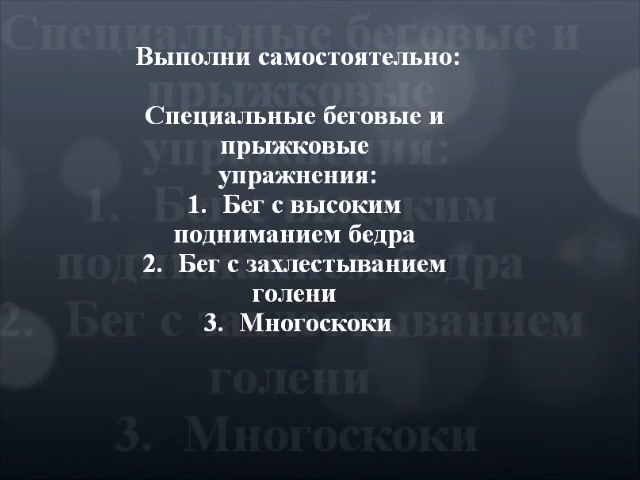 Выполни самостоятельно:
Специальные беговые и
прыжковые
упражнения:
1. Бег с высоким
подниманием бедра
2. Бег с захлестыванием
голени
3. Многоскоки